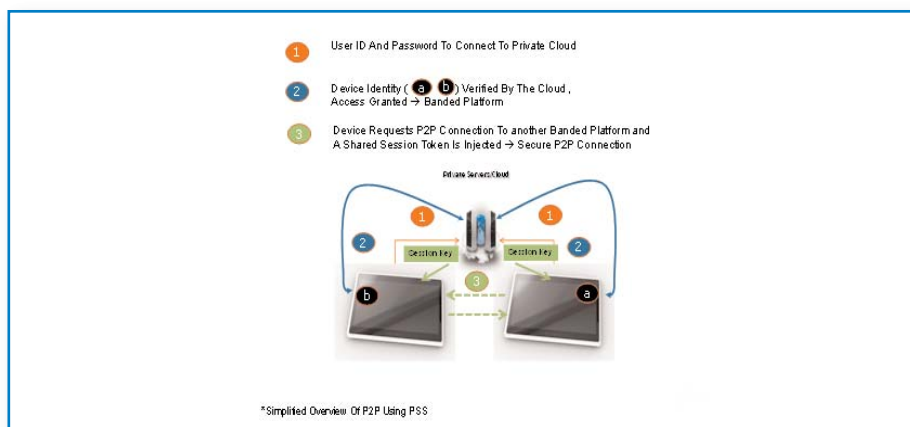 1 User ID And Password To Connect To Private Cloud
2 Device Identity ( a b ) Verified By The Cloud ,
Access Granted → Banded Platform
3 Device Requests P2P Connection To another Banded Platform and
A Shared Session Token Is Injected → Secure P2P Connection
Private Servers/Cloud
1 1
2 2
Session Key Session Key
3
b a
*Simplified Overview Of P2P Using PSS